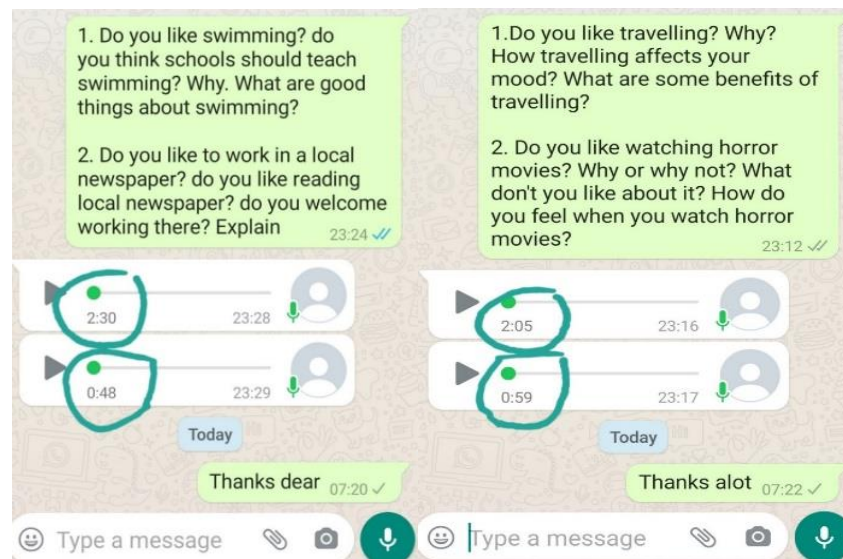 1. Do you like swimming? do
you think schools should teach
swimming? Why. What are good
things about swimming?
2. Do you like to work in a local
newspaper? do you like reading
local newspaper? do you welcome
working there? Explain
23:24
2:30
23:28
0:48
23:29
Today
Thanks dear
07:20
Type a message
1.Do you like travelling? Why?
How travelling affects your
mood? What are some benefits of
travelling?
2. Do you like watching horror
movies? Why or why not? What
don't you like about it? How do
you feel when you watch horror
movies?
23:12
2:05
23:16
0:59
23:17
Today
Thanks alot
07:22
Type a message